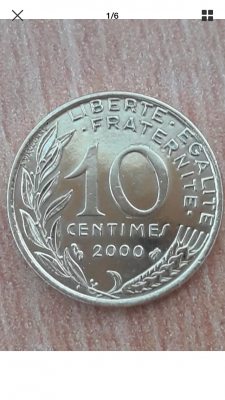 1/6
LIBERTE · EGALITE
· FRATERNITE ·
10
CENTIMES
2000